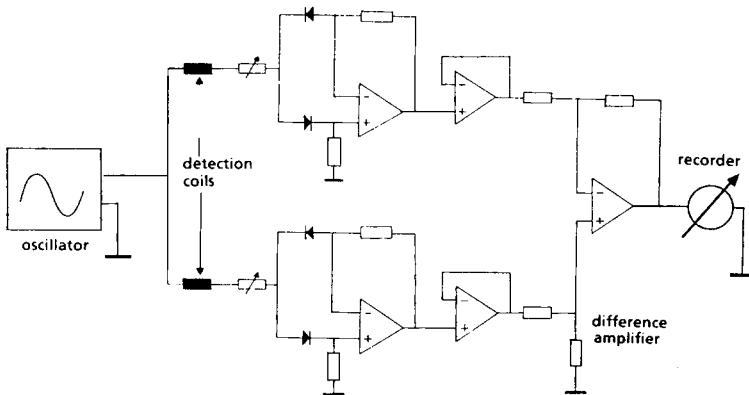 detection
coils
oscillator
recorder
difference
amplifier
-
+
-
-
+
-
+
-
+
-
+
-
+